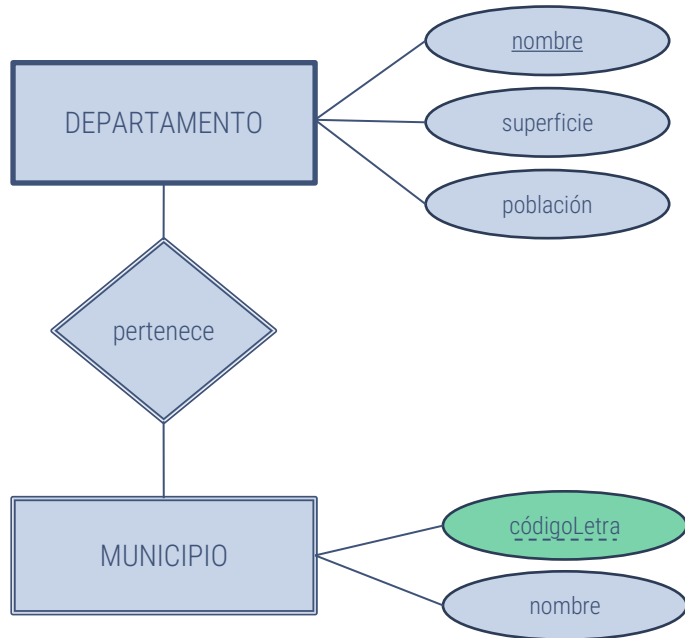 DEPARTAMENTO
nombre
superficie
población
pertenece
MUNICIPIO
códigoLetra
nombre